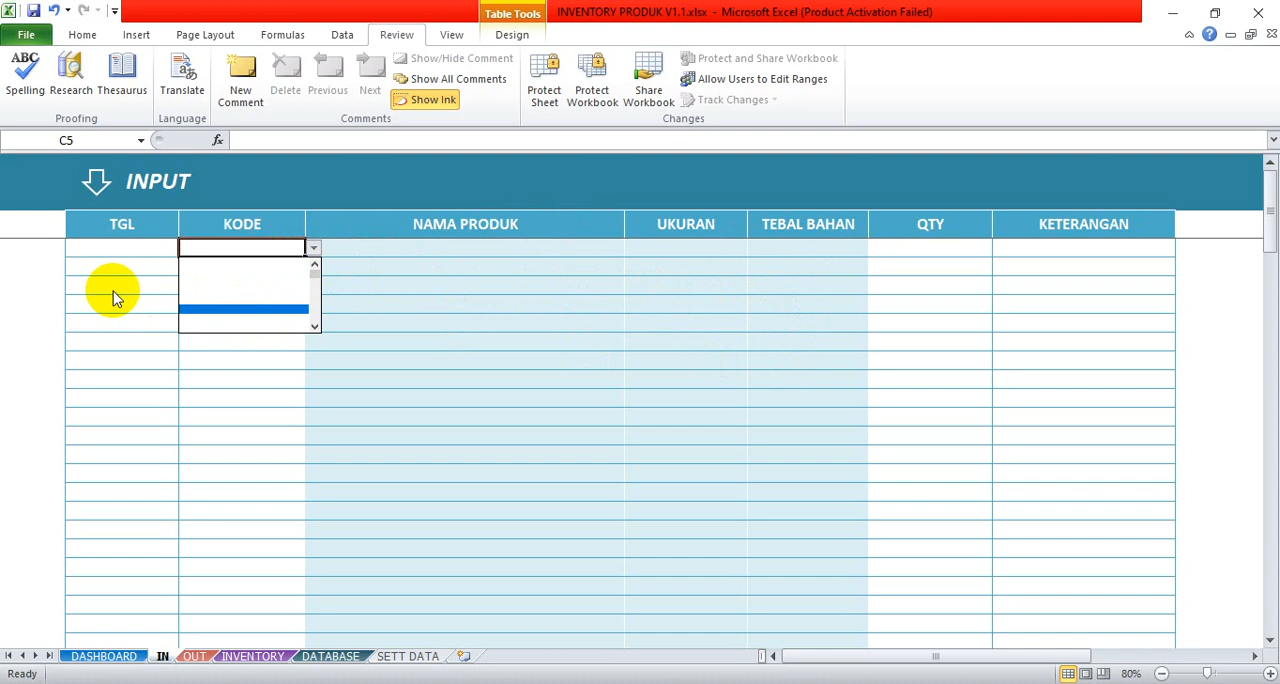 Table Tools
INVENTORY PRODUK V1.1.xlsx - Microsoft Excel (Product Activation Failed)
File Home Insert Page Layout Formulas Data Review View Design
ABC
Spelling Research Thesaurus
Translate
New Comment
Delete Previous Next
Show/Hide Comment
Show All Comments
Show Ink
Protect Sheet
Protect Workbook
Share Workbook
Protect and Share Workbook
Allow Users to Edit Ranges
Track Changes
Proofing Language Comments Changes
C5 fx
INPUT
TGL KODE NAMA PRODUK UKURAN TEBAL BAHAN QTY KETERANGAN
DASHBOARD IN OUT INVENTORY DATABASE SETT DATA
Ready 80%